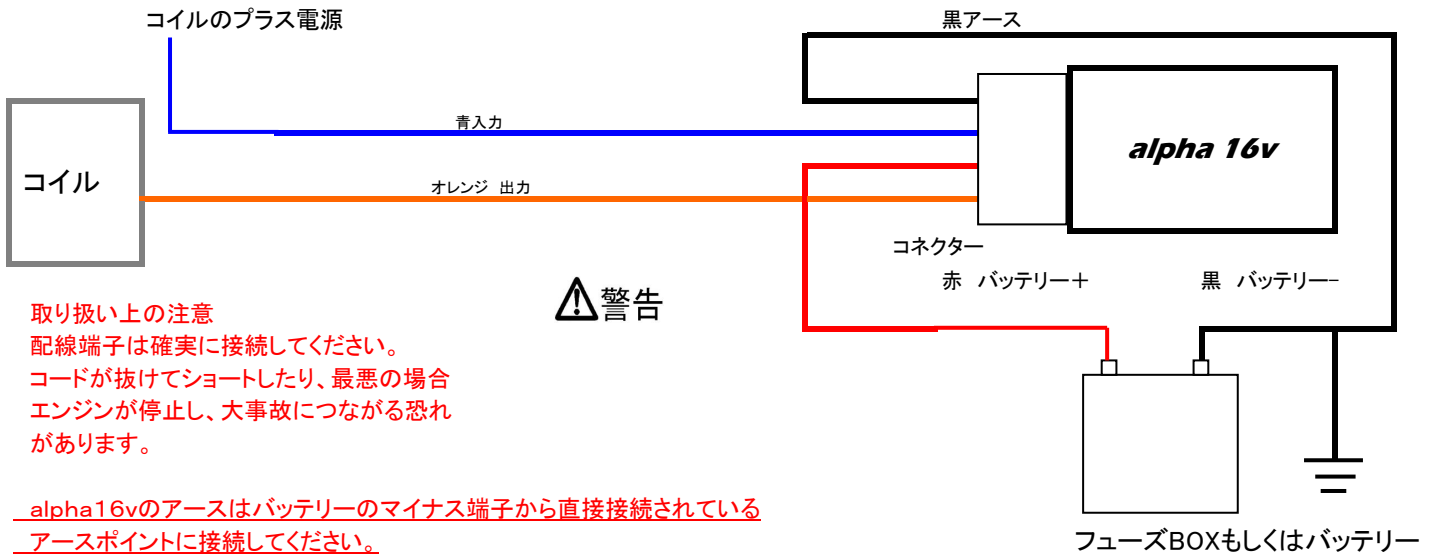 コイルのプラス電源
黒アース
青入力
alpha 16v
コイル
オレンジ 出力
コネクター
赤 バッテリー+
黒 バッテリー-
警告
取り扱い上の注意
配線端子は確実に接続してください。
コードが抜けてショートしたり、最悪の場合
エンジンが停止し、大事故につながる恐れ
があります。
alpha16vのアースはバッテリーのマイナス端子から直接接続されている
アースポイントに接続してください。
フューズBOXもしくはバッテリー